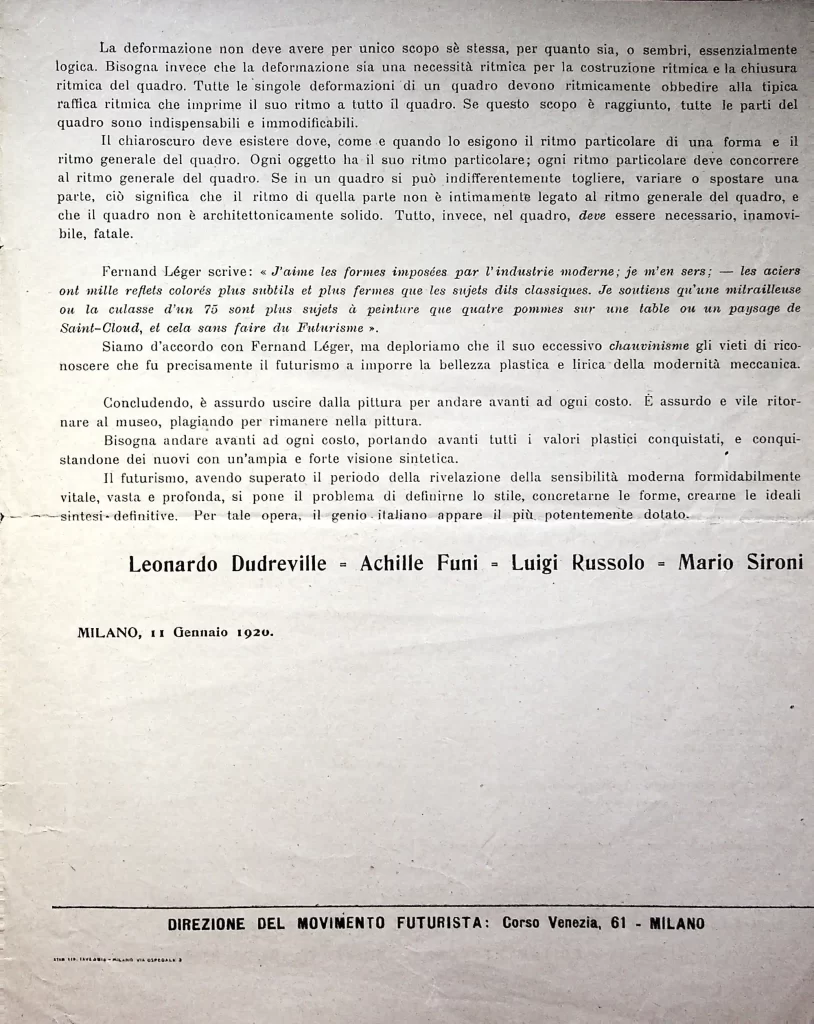 La deformazione non deve avere per unico scopo sè stessa, per quanto sia, o sembri, essenzialmente
logica. Bisogna invece che la deformazione sia una necessità ritmica per la costruzione ritmica e la chiusura
ritmica del quadro. Tutte le singole deformazioni di un quadro devono ritmicamente obbedire alla tipica
raffica ritmica che imprime il suo ritmo a tutto il quadro. Se questo scopo è raggiunto, tutte le parti del
quadro sono indispensabili e immodificabili.
Il chiaroscuro deve esistere dove, come e quando lo esigono il ritmo particolare di una forma e il
ritmo generale del quadro. Ogni oggetto ha il suo ritmo particolare; ogni ritmo particolare deve concorrere
al ritmo generale del quadro. Se in un quadro si può indifferentemente togliere, variare o spostare una
parte, ciò significa che il ritmo di quella parte non è intimamente legato al ritmo generale del quadro, e
che il quadro non è architettonicamente solido. Tutto, invece, nel quadro, deve essere necessario, inamovi-
bile, fatale.
Fernand Léger scrive: « J'aime les formes imposées par l'industrie moderne; je m'en sers; — les aciers
ont mille reflets colorés plus subtils et plus fermes que les sujets dits classiques. Je soutiens qu'une mitrailleuse
ou la culasse d'un 75 sont plus sujets à peinture que quatre pommes sur une table ou un paysage de
Saint-Cloud, et cela sans faire du Futurisme ».
Siamo d'accordo con Fernand Léger, ma deploriamo che il suo eccessivo chauvinisme gli vieti di rico-
noscere che fu precisamente il futurismo a imporre la bellezza plastica e lirica della modernità meccanica.
Concludendo, è assurdo uscire dalla pittura per andare avanti ad ogni costo. È assurdo e vile ritor-
nare al museo, plagiando per rimanere nella pittura.
Bisogna andare avanti ad ogni costo, portando avanti tutti i valori plastici conquistati, e conqui-
standone dei nuovi con un'ampia e forte visione sintetica.
Il futurismo, avendo superato il periodo della rivelazione della sensibilità moderna formidabilmente
vitale, vasta e profonda, si pone il problema di definirne lo stile, concretarne le forme, crearne le ideali
sintesi definitive. Per tale opera, il genio italiano appare il più potentemente dotato.
Leonardo Dudreville = Achille Funi = Luigi Russolo = Mario Sironi
MILANO, 11 Gennaio 1920.
DIREZIONE DEL MOVIMENTO FUTURISTA: Corso Venezia, 61 - MILANO
MILANO VIA OSPEDALE